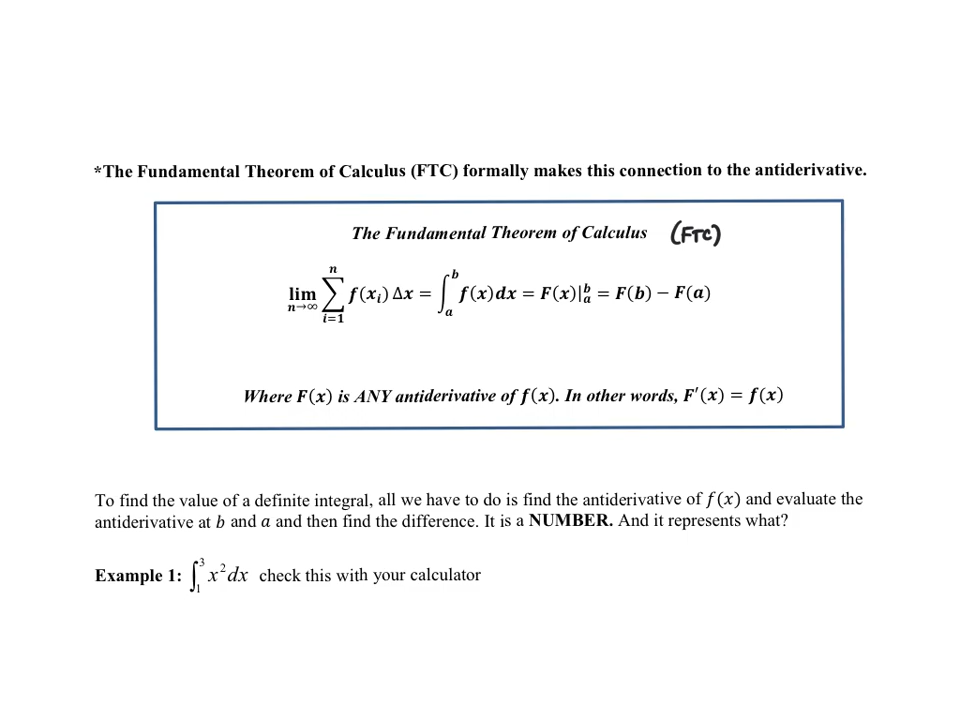 *The Fundamental Theorem of Calculus (FTC) formally makes this connection to the antiderivative.
The Fundamental Theorem of Calculus (FTC)
lim_{n→∞} ∑_{i=1}^{n} f(x_i) Δx = ∫_a^b f(x)dx = F(x)|_a^b = F(b) − F(a)
Where F(x) is ANY antiderivative of f(x). In other words, F′(x) = f(x)
To find the value of a definite integral, all we have to do is find the antiderivative of f(x) and evaluate the
antiderivative at b and a and then find the difference. It is a NUMBER. And it represents what?
Example 1: ∫_1^3 x^2 dx check this with your calculator